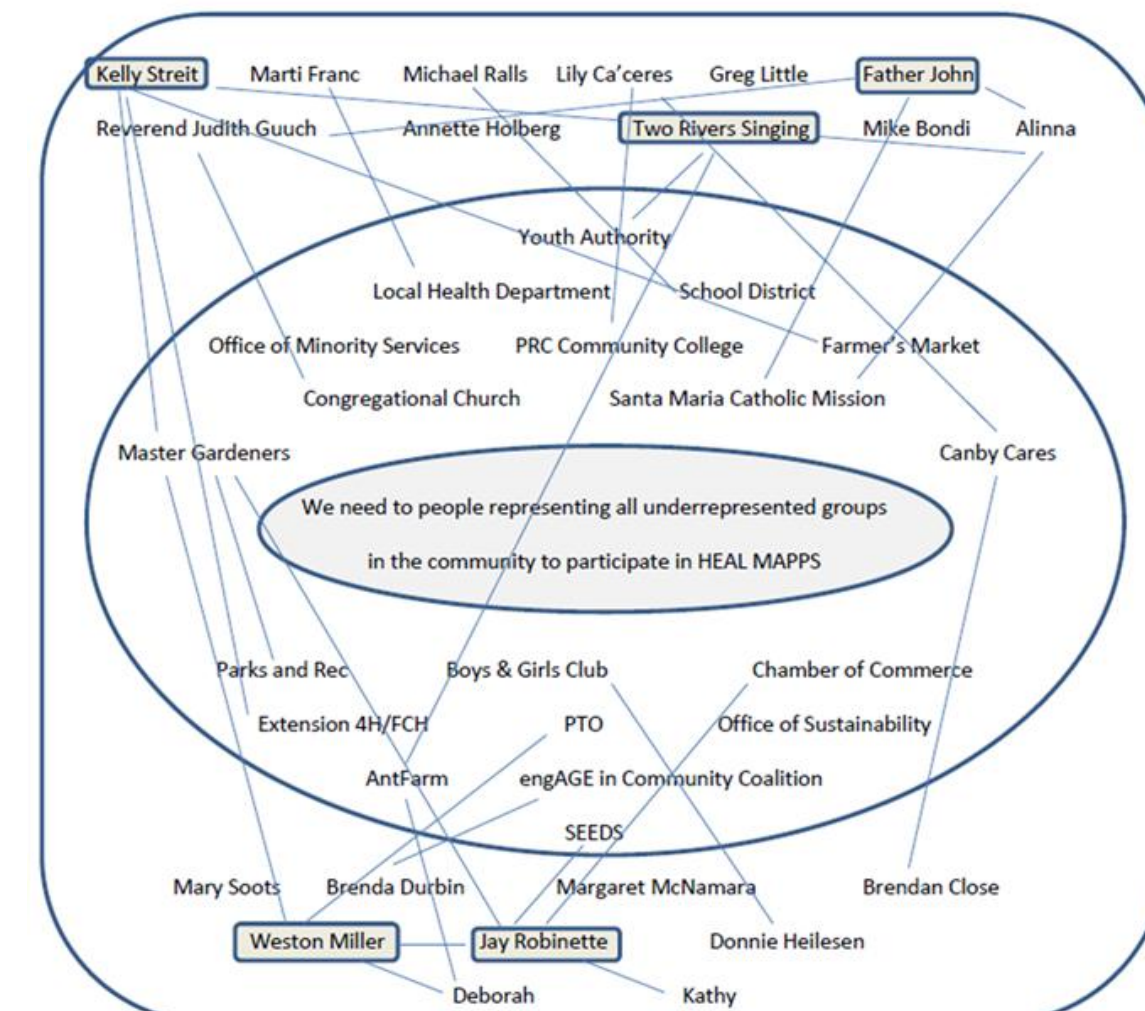 Kelly Streit Marti Franc Michael Ralls Lily Ca'ceres Greg Little Father John
Reverend Judith Guuch Annette Holberg Two Rivers Singing Mike Bondi Alinna
Youth Authority
Local Health Department School District
Office of Minority Services PRC Community College Farmer's Market
Congregational Church Santa Maria Catholic Mission
Master Gardeners Canby Cares
We need to people representing all underrepresented groups
in the community to participate in HEAL MAPPS
Parks and Rec Boys & Girls Club Chamber of Commerce
Extension 4H/FCH PTO Office of Sustainability
AntFarm engAGE in Community Coalition
SEEDS
Mary Soots Brenda Durbin Margaret McNamara Brendan Close
Weston Miller Jay Robinette Donnie Heilesen
Deborah Kathy